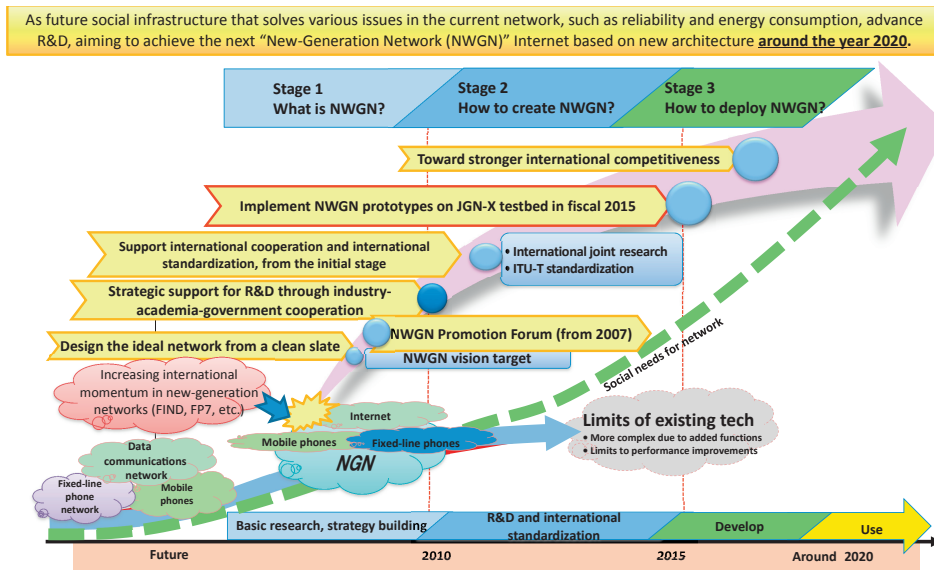 As future social infrastructure that solves various issues in the current network, such as reliability and energy consumption, advance
R&D, aiming to achieve the next “New-Generation Network (NWGN)” Internet based on new architecture around the year 2020.
Stage 1
What is NWGN?
Stage 2
How to create NWGN?
Stage 3
How to deploy NWGN?
Toward stronger international competitiveness
Implement NWGN prototypes on JGN-X testbed in fiscal 2015
Support international cooperation and international
standardization, from the initial stage
• International joint research
• ITU-T standardization
Strategic support for R&D through industry-
academia-government cooperation
NWGN Promotion Forum (from 2007)
Design the ideal network from a clean slate
NWGN vision target
Social needs for network
Increasing international
momentum in new-generation
networks (FIND, FP7, etc.)
Internet
Mobile phones
Fixed-line phones
NGN
Limits of existing tech
• More complex due to added functions
• Limits to performance improvements
Data
communications
network
Fixed-line
phone
network
Mobile
phones
Basic research, strategy building
R&D and international
standardization
Develop
Use
Future
2010
2015
Around 2020